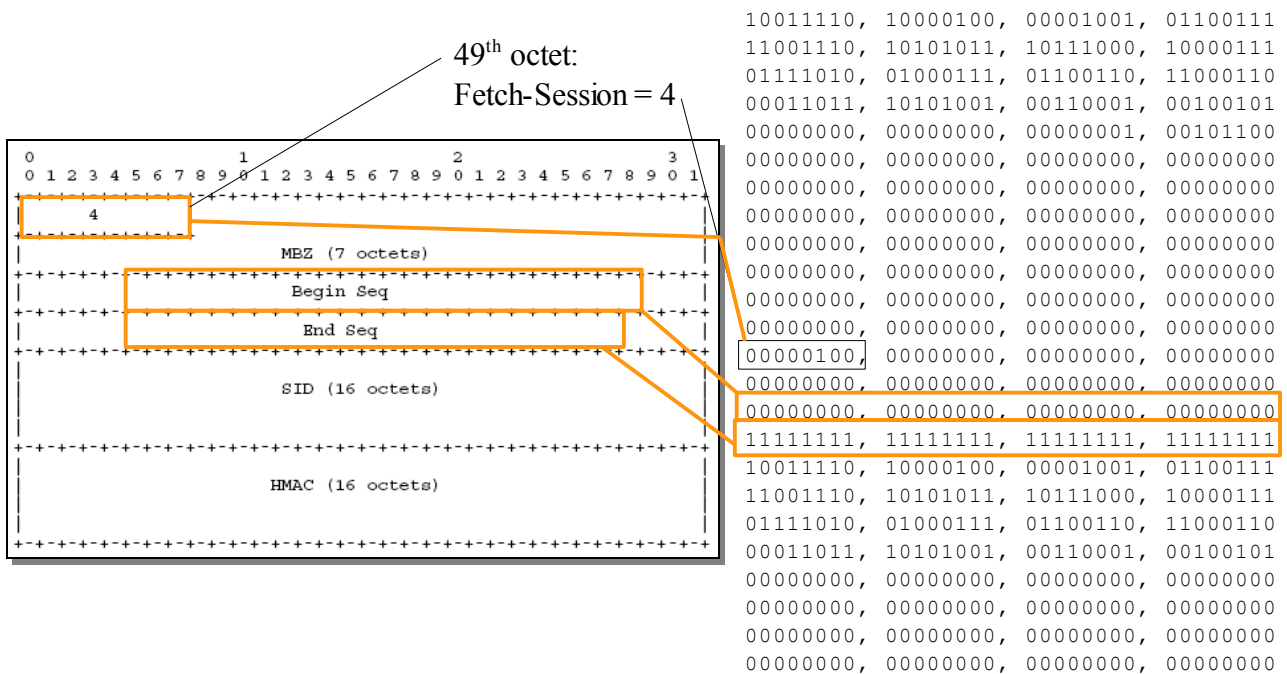 49th octet:
Fetch-Session = 4
0 1 2 3
0 1 2 3 4 5 6 7 8 9 0 1 2 3 4 5 6 7 8 9 0 1 2 3 4 5 6 7 8 9 0 1
+-+-+-+-+-+-+-+-+-+-+-+-+-+-+-+-+-+-+-+-+-+-+-+-+-+-+-+-+-+-+-+-+
| 4 |
+-+-+-+-+-+-+-+-+
MBZ (7 octets)
+-+-+-+-+-+-+-+-+-+-+-+-+-+-+-+-+-+-+-+-+-+-+-+-+-+-+-+-+-+-+-+-+
| Begin Seq |
+-+-+-+-+-+-+-+-+-+-+-+-+-+-+-+-+-+-+-+-+-+-+-+-+-+-+-+-+-+-+-+-+
| End Seq |
+-+-+-+-+-+-+-+-+-+-+-+-+-+-+-+-+-+-+-+-+-+-+-+-+-+-+-+-+-+-+-+-+
| SID (16 octets) |
+-+-+-+-+-+-+-+-+-+-+-+-+-+-+-+-+-+-+-+-+-+-+-+-+-+-+-+-+-+-+-+-+
| HMAC (16 octets) |
+-+-+-+-+-+-+-+-+-+-+-+-+-+-+-+-+-+-+-+-+-+-+-+-+-+-+-+-+-+-+-+-+
10011110, 10000100, 00001001, 01100111
11001110, 10101011, 10111000, 10000111
01111010, 01000111, 01100110, 11000110
00011011, 10101001, 00110001, 00100101
00000000, 00000000, 00000001, 00101100
00000000, 00000000, 00000000, 00000000
00000000, 00000000, 00000000, 00000000
00000000, 00000000, 00000000, 00000000
00000000, 00000000, 00000000, 00000000
00000000, 00000000, 00000000, 00000000
00000000, 00000000, 00000000, 00000000
00000000, 00000000, 00000000, 00000000
00000100, 00000000, 00000000, 00000000
00000000, 00000000, 00000000, 00000000
00000000, 00000000, 00000000, 00000000
11111111, 11111111, 11111111, 11111111
10011110, 10000100, 00001001, 01100111
11001110, 10101011, 10111000, 10000111
01111010, 01000111, 01100110, 11000110
00011011, 10101001, 00110001, 00100101
00000000, 00000000, 00000000, 00000000
00000000, 00000000, 00000000, 00000000
00000000, 00000000, 00000000, 00000000
00000000, 00000000, 00000000, 00000000